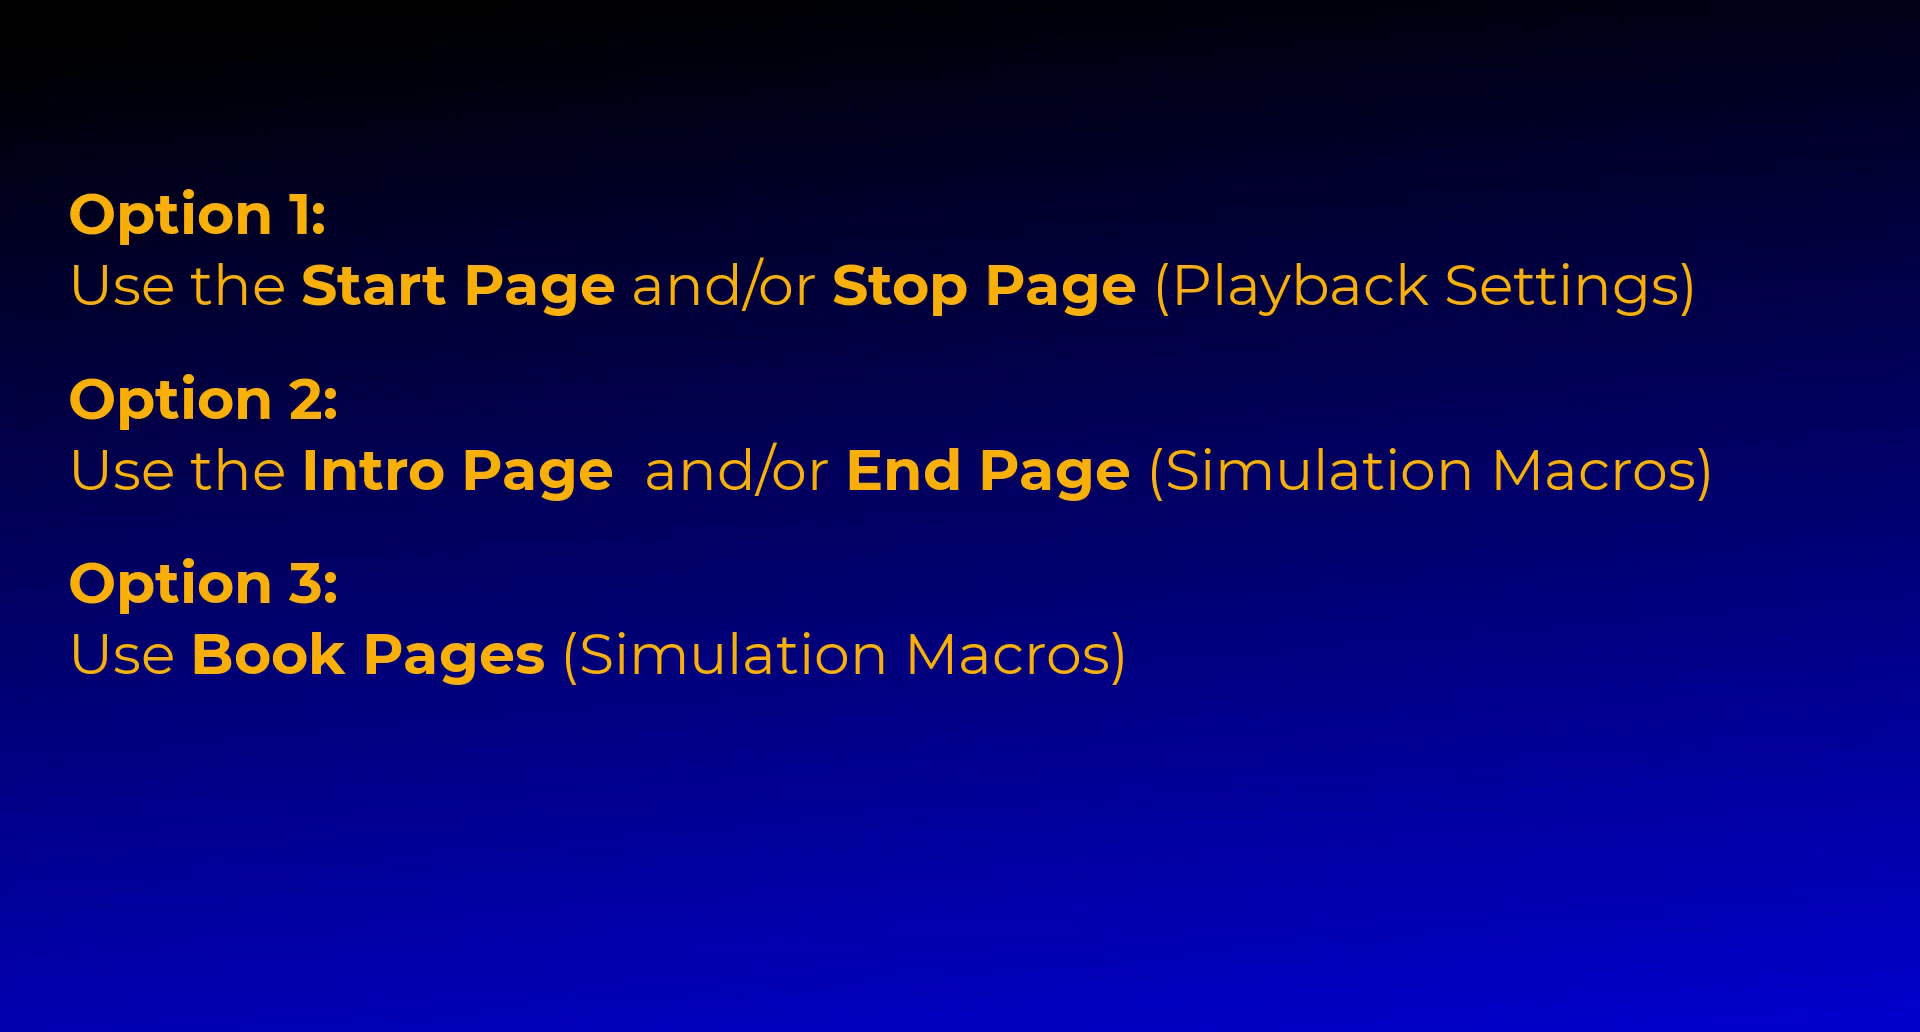 Option 1:
Use the Start Page and/or Stop Page (Playback Settings)
Option 2:
Use the Intro Page  and/or End Page (Simulation Macros)
Option 3:
Use Book Pages (Simulation Macros)